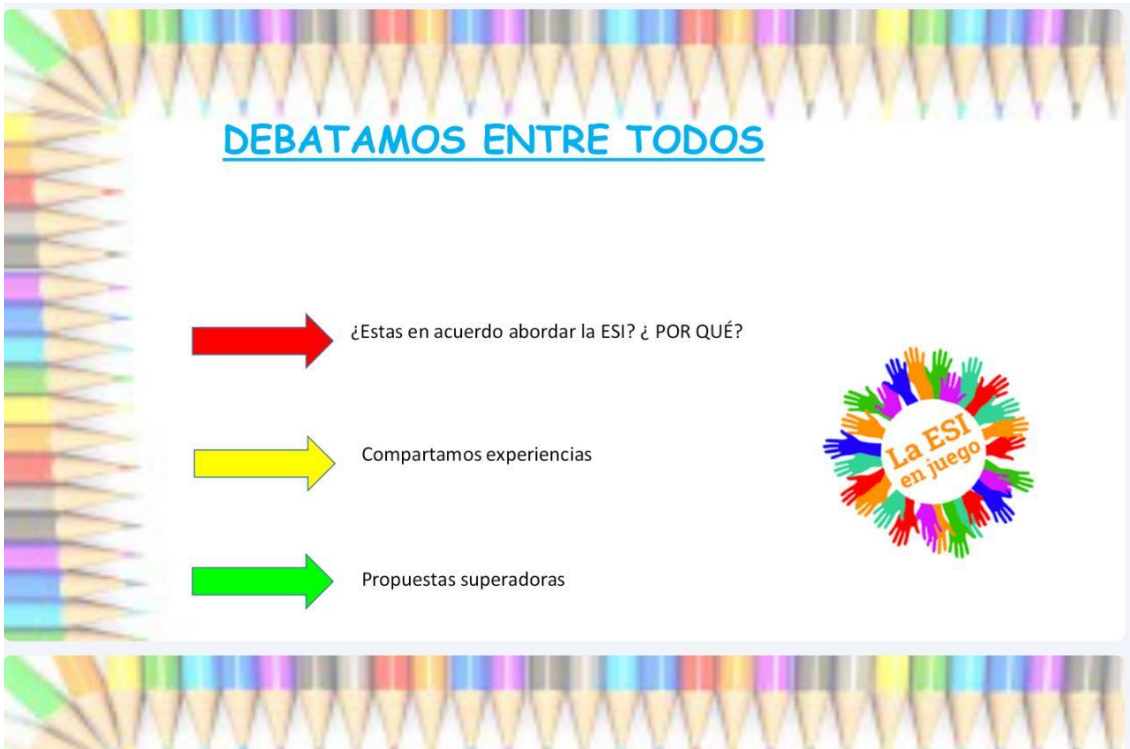 DEBATAMOS ENTRE TODOS
¿Estas en acuerdo abordar la ESI? ¿ POR QUÉ?
Compartamos experiencias
La ESI
en juego
Propuestas superadoras